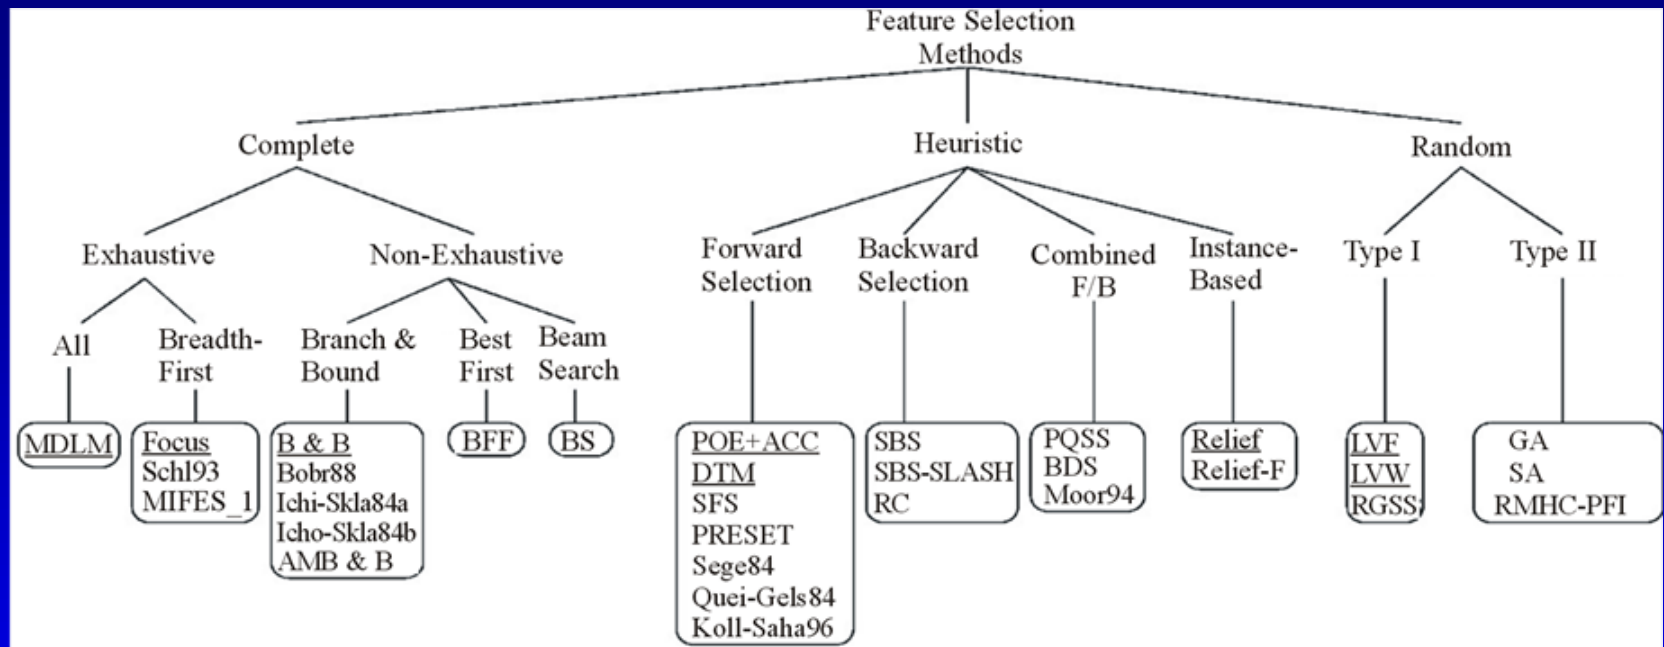 Feature Selection
Methods
Complete
Heuristic
Random
Exhaustive
Non-Exhaustive
Forward
Selection
Backward
Selection
Combined
F/B
Instance-
Based
Type I
Type II
All
Breadth-
First
Branch &
Bound
Best
First
Beam
Search
MDLM
Focus
Schl93
MIFES_1
B & B
Bobr88
Ichi-Skla84a
Icho-Skla84b
AMB & B
BFF
BS
POE+ACC
DTM
SFS
PRESET
Sege84
Quei-Gels84
Koll-Saha96
SBS
SBS-SLASH
RC
PQSS
BDS
Moor94
Relief
Relief-F
LVF
LVW
RGSS
GA
SA
RMHC-PFI